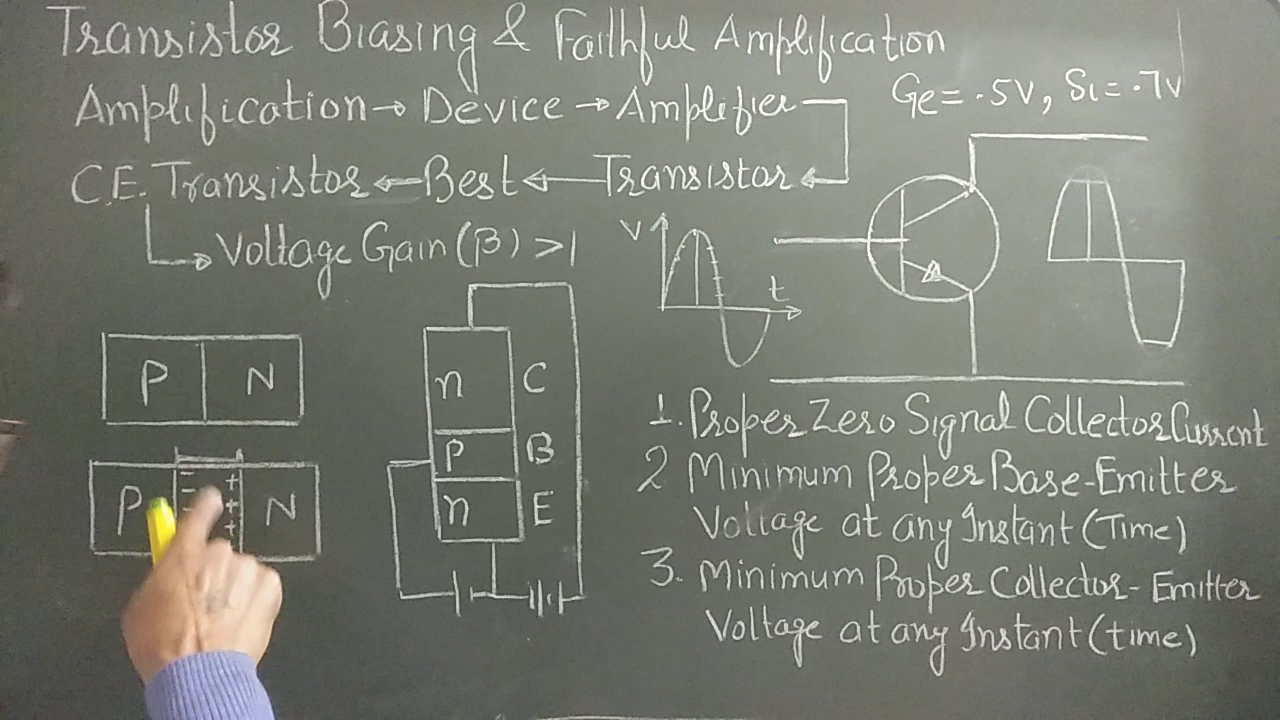 Transistor Biasing & Faithful Amplification
Amplification → Device → Amplifier
Ge = .5V, Si = .7V
C.E. Transistor ← Best ← Transistor
Voltage Gain (β) > 1
V
t
P N
P N
- +
- +
+
n C
P B
n E
1. Proper Zero Signal Collector Current
2 Minimum Proper Base-Emitter
Voltage at any Instant (Time)
3. Minimum Proper Collector-Emitter
Voltage at any Instant (time)